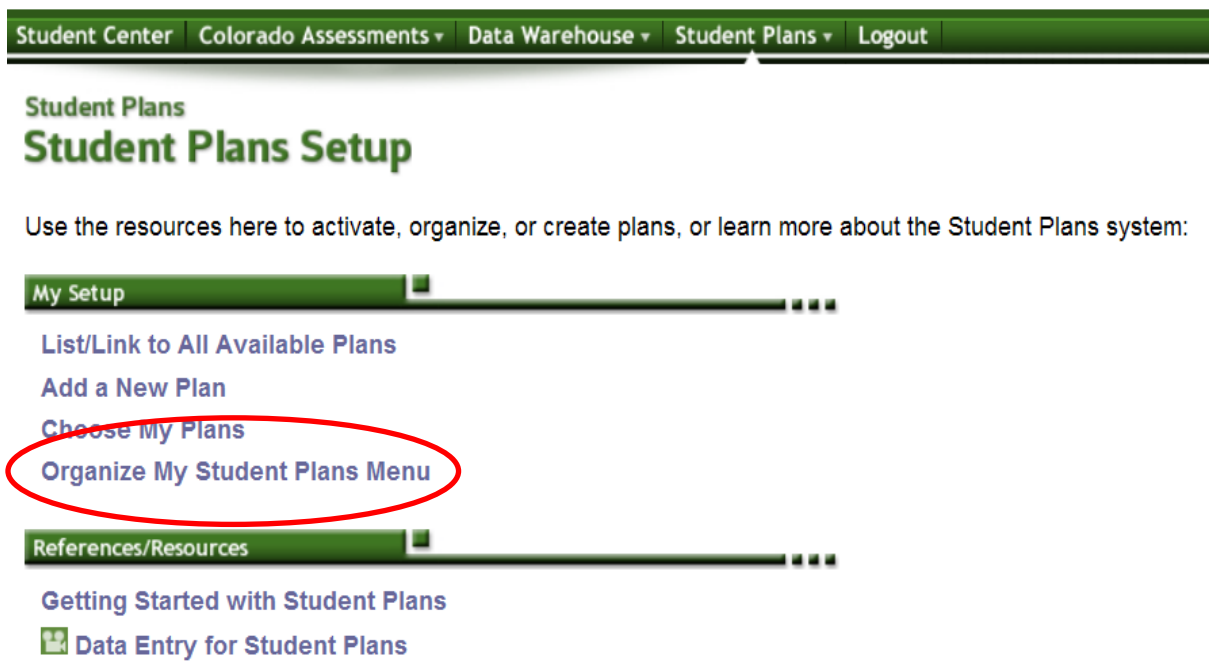 Student Center Colorado Assessments Data Warehouse Student Plans Logout
Student Plans
Student Plans Setup
Use the resources here to activate, organize, or create plans, or learn more about the Student Plans system:
My Setup
List/Link to All Available Plans
Add a New Plan
Choose My Plans
Organize My Student Plans Menu
References/Resources
Getting Started with Student Plans
Data Entry for Student Plans